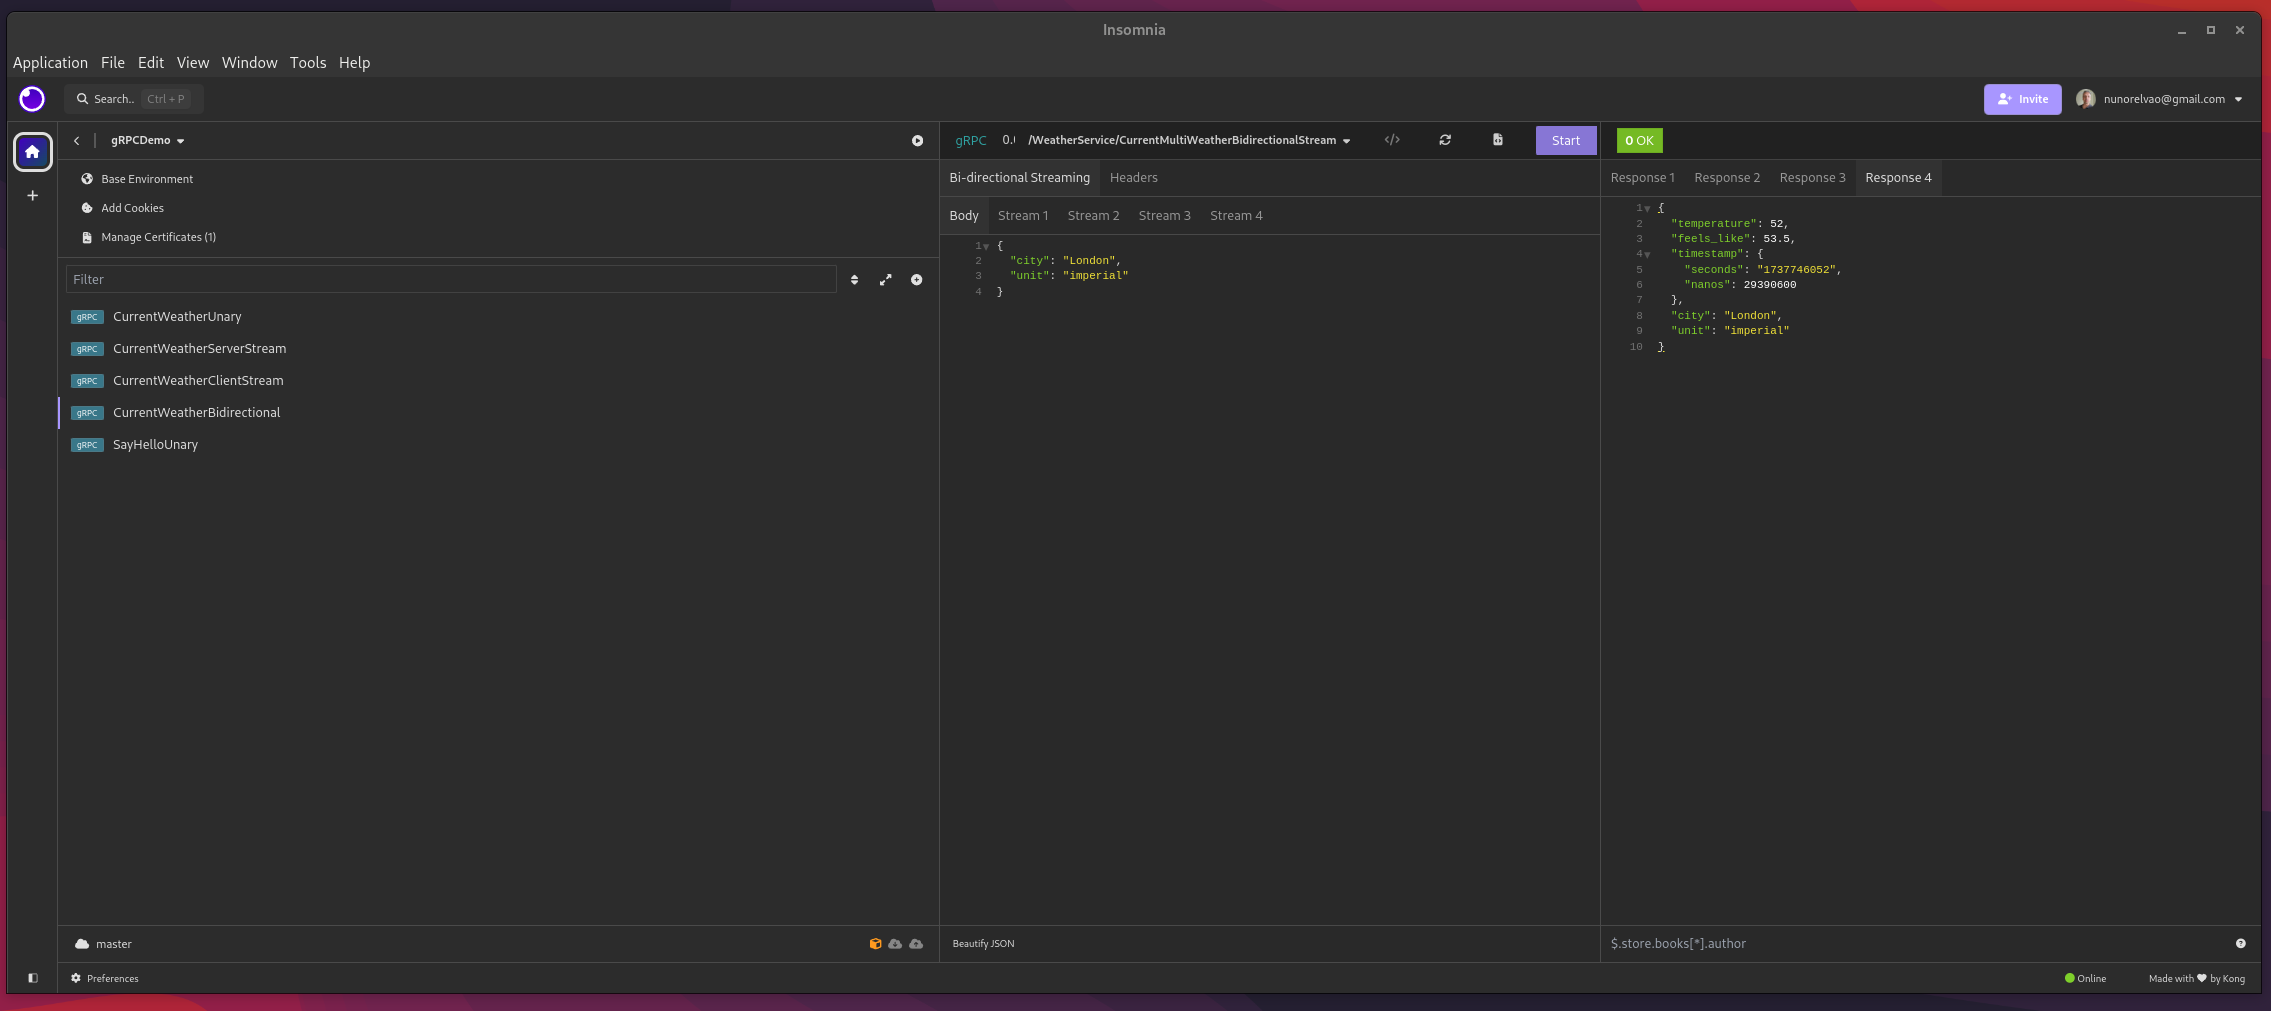 Insomnia
Application File Edit View Window Tools Help
Search.. Ctrl + P
Invite
nunorelvao@gmail.com
gRPCDemo
gRPC 0.( /WeatherService/CurrentMultiWeatherBidirectionalStream
Start
0 OK
Base Environment
Add Cookies
Manage Certificates (1)
Filter
gRPC CurrentWeatherUnary
gRPC CurrentWeatherServerStream
gRPC CurrentWeatherClientStream
gRPC CurrentWeatherBidirectional
gRPC SayHelloUnary
Bi-directional Streaming Headers
Body Stream 1 Stream 2 Stream 3 Stream 4
1 {
2 "city": "London",
3 "unit": "imperial"
4 }
Response 1 Response 2 Response 3 Response 4
1 {
2 "temperature": 52,
3 "feels_like": 53.5,
4 "timestamp": {
5 "seconds": "1737746052",
6 "nanos": 29390600
7 },
8 "city": "London",
9 "unit": "imperial"
10 }
master
Beautify JSON
$.store.books[*].author
Preferences
Online
Made with ♥ by Kong